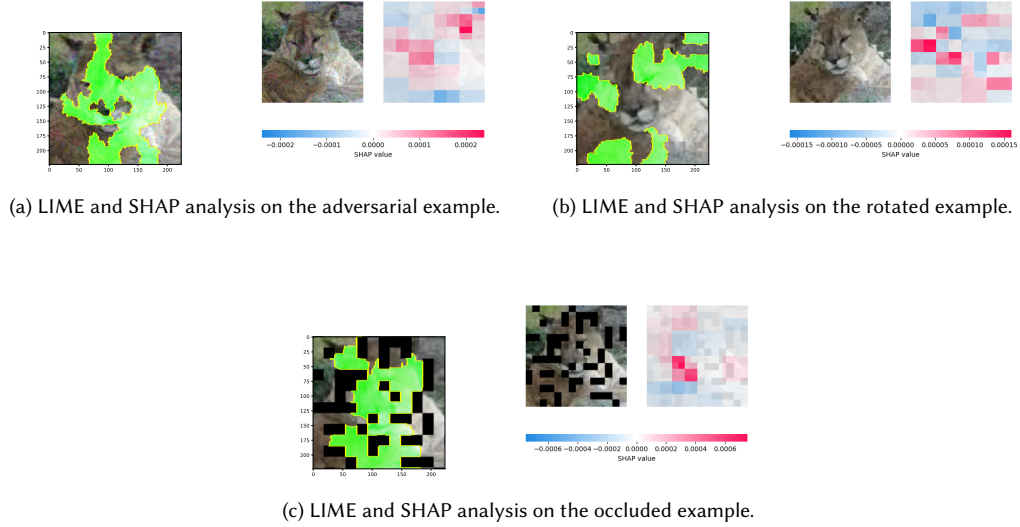 0
25
50
75
100
125
150
175
200
0 50 100 150 200
−0.0002 −0.0001 0.0000 0.0001 0.0002
SHAP value
(a) LIME and SHAP analysis on the adversarial example.
0
25
50
75
100
125
150
175
200
0 50 100 150 200
−0.00015 −0.00010 −0.00005 0.00000 0.00005 0.00010 0.00015
SHAP value
(b) LIME and SHAP analysis on the rotated example.
0
25
50
75
100
125
150
175
200
0 50 100 150 200
−0.0006 −0.0004 −0.0002 0.0000 0.0002 0.0004 0.0006
SHAP value
(c) LIME and SHAP analysis on the occluded example.